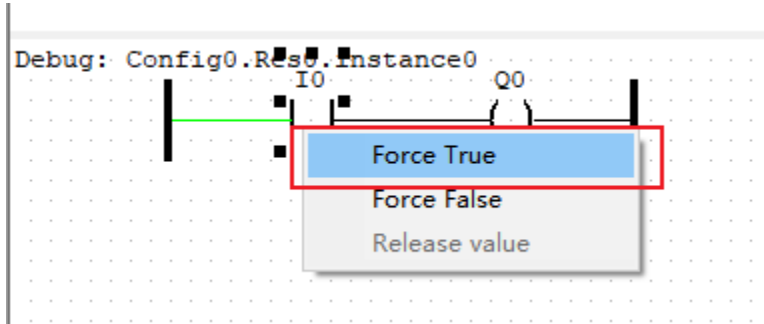 Debug: Config0.Res0.Instance0
I0
Q0
Force True
Force False
Release value